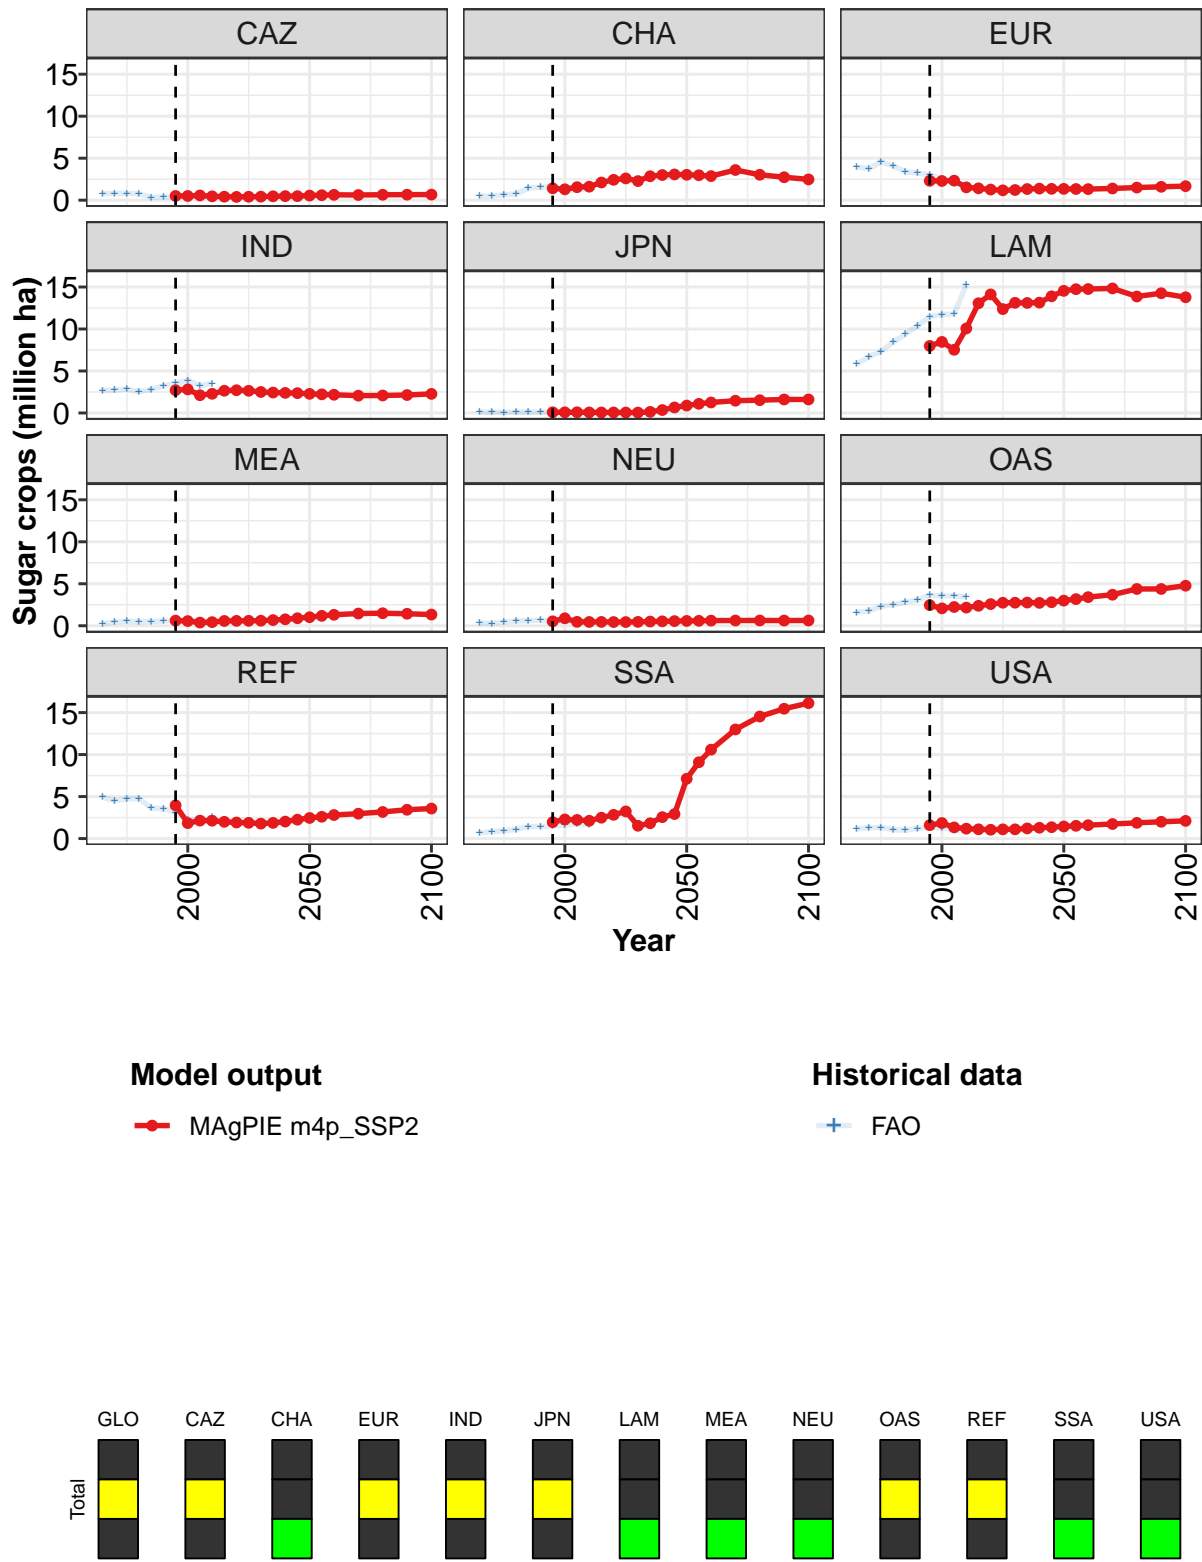 CAZ CHA EUR
15
10
5
0
IND JPN LAM
15
10
5
0
MEA NEU OAS
15
10
5
0
REF SSA USA
15
10
5
0
Sugar crops (million ha)
2000 2050 2100 2000 2050 2100 2000 2050 2100
Year
Model output Historical data
MAgPIE m4p_SSP2 FAO
GLO CAZ CHA EUR IND JPN LAM MEA NEU OAS REF SSA USA
Total